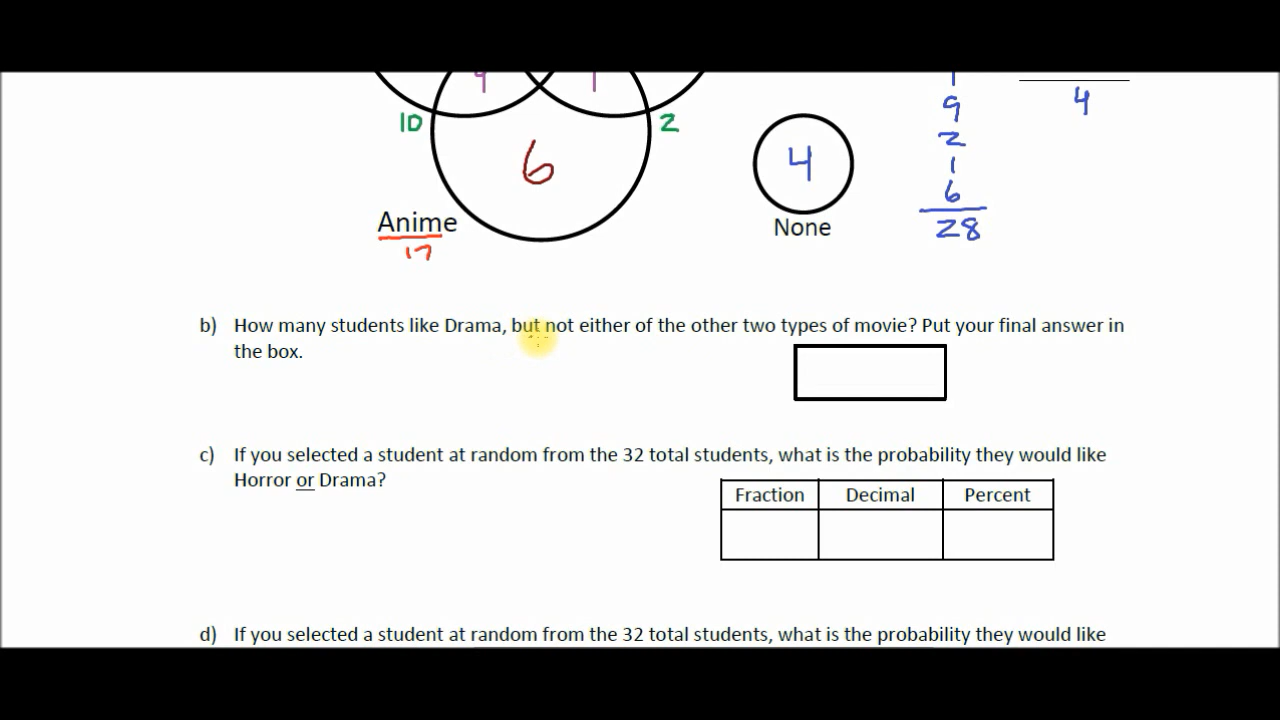 9 1
9
4
10
2
2
1
6
4
6
28
Anime
None
17
b) How many students like Drama, but not either of the other two types of movie? Put your final answer in
the box.
c) If you selected a student at random from the 32 total students, what is the probability they would like
Horror or Drama?
Fraction Decimal Percent
d) If you selected a student at random from the 32 total students, what is the probability they would like